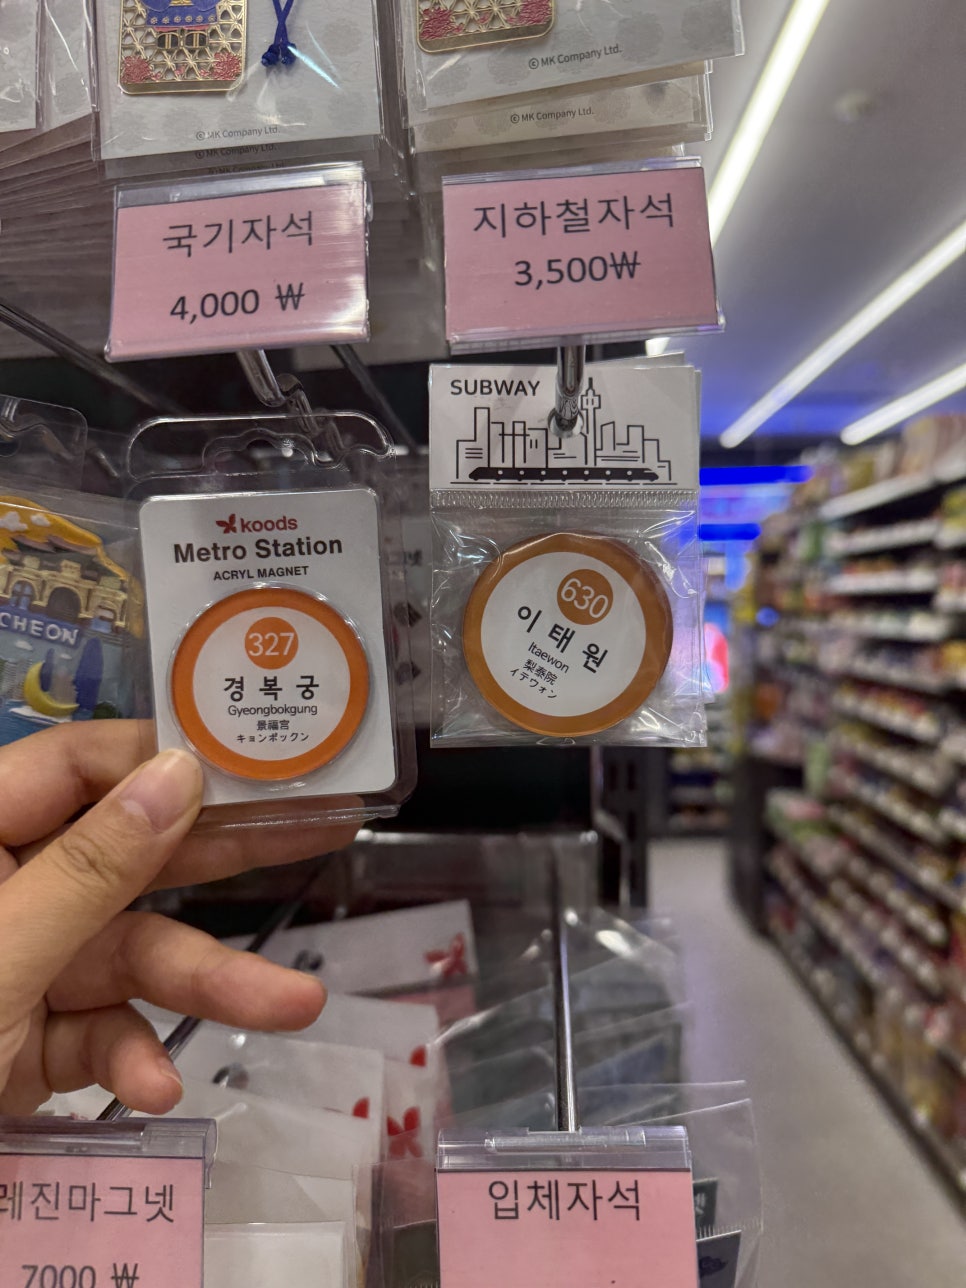 © MK Company Ltd.
© MK Company Ltd.
© MK Company Ltd.
© MK Company Ltd.
국기자석
4,000 ₩
지하철자석
3,500₩
koods
Metro Station
ACRYL MAGNET
327
경복궁
Gyeongbokgung
景福宮
キョンボックン
SUBWAY
630
이태원
Itaewon
梨泰院
イテウォン
CHEON
레진마그넷
7000 ₩
입체자석